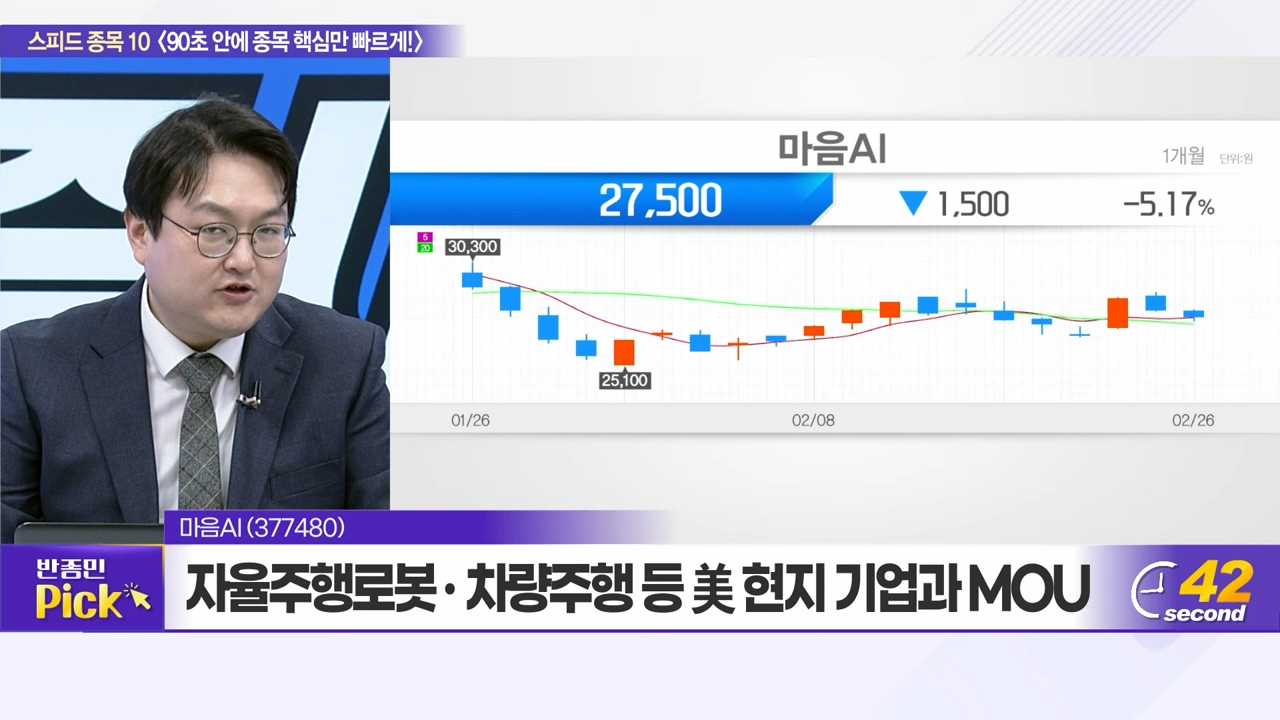 스피드 종목 10 〈90초 안에 종목 핵심만 빠르게!〉
마음AI
1개월 단위:원
27,500 ▼ 1,500 -5.17%
5
20
30,300
25,100
01/26 02/08 02/26
마음AI (377480)
반종민
Pick
자율주행로봇· 차량주행 등 美 현지 기업과 MOU
42
second